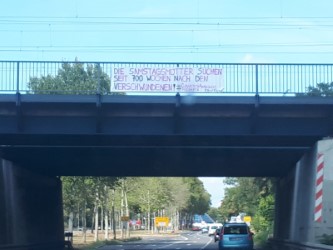 DIE SAMSTAGSMÜTTER SUCHEN
SEIT 700 WOCHEN NACH DEN
VERSCHWUNDENEN!